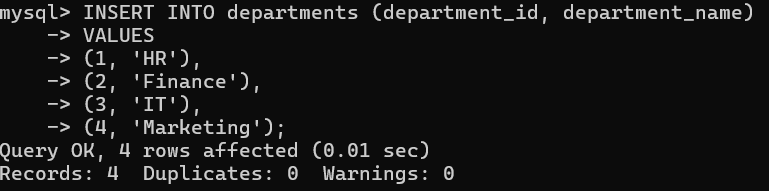 mysql> INSERT INTO departments (department_id, department_name)
    -> VALUES
    -> (1, 'HR'),
    -> (2, 'Finance'),
    -> (3, 'IT'),
    -> (4, 'Marketing');
Query OK, 4 rows affected (0.01 sec)
Records: 4  Duplicates: 0  Warnings: 0